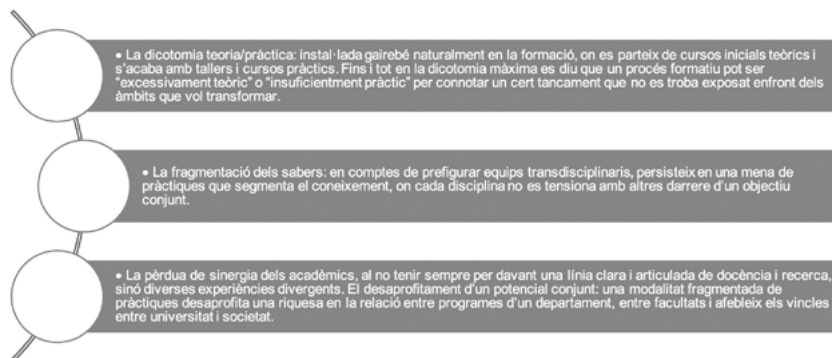 • La dicotomia teoria/pràctica: instal·lada gairebé naturalment en la formació, on es parteix de cursos inicials teòrics i
s'acaba amb tallers i cursos pràctics. Fins i tot en la dicotomia màxima es diu que un procés formatiu pot ser
"excessivament teòric" o "insuficientment pràctic" per connotar un cert tancament que no es troba exposat enfront dels
àmbits que vol transformar.
• La fragmentació dels sabers: en comptes de prefigurar equips transdisciplinaris, persisteix en una mena de
pràctiques que segmenta el coneixement, on cada disciplina no es tensiona amb altres darrere d'un objectiu
conjunt.
• La pèrdua de sinergia dels acadèmics, al no tenir sempre per davant una línia clara i articulada de docència i recerca,
sinó diverses experiències divergents. El desaprofitament d'un potencial conjunt: una modalitat fragmentada de
pràctiques desaprofita una riquesa en la relació entre programes d'un departament, entre facultats i afebleix els vincles
entre universitat i societat.